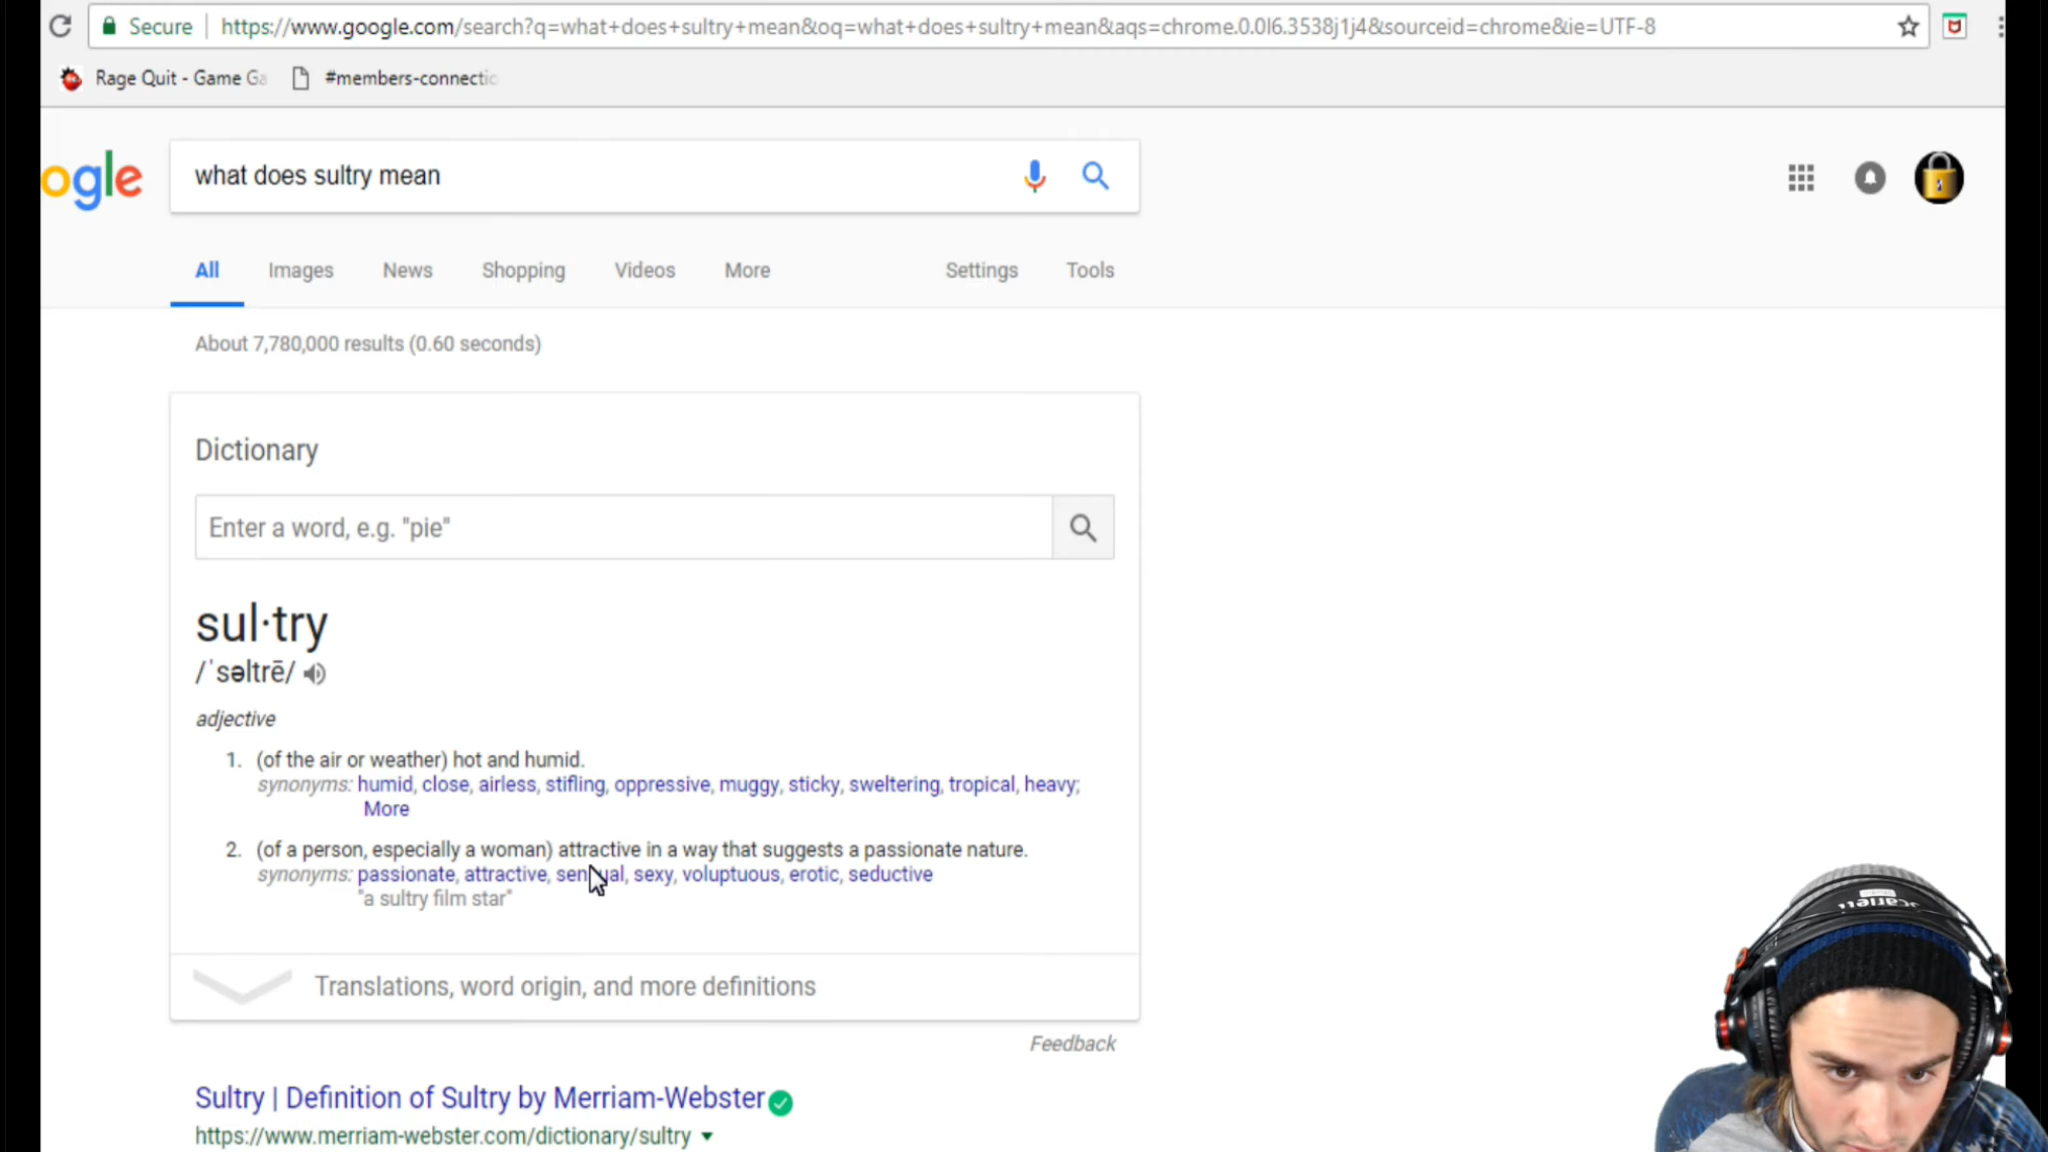 Secure https://www.google.com/search?q=what+does+sultry+mean&oq=what+does+sultry+mean&aqs=chrome.0.0l6.3538j1j4&sourceid=chrome&ie=UTF-8
Rage Quit - Game Ga #members-connectio
ogle what does sultry mean
All Images News Shopping Videos More Settings Tools
About 7,780,000 results (0.60 seconds)
Dictionary
Enter a word, e.g. "pie"
sul·try
/ˈsəltrē/
adjective
1. (of the air or weather) hot and humid.
synonyms: humid, close, airless, stifling, oppressive, muggy, sticky, sweltering, tropical, heavy;
More
2. (of a person, especially a woman) attractive in a way that suggests a passionate nature.
synonyms: passionate, attractive, sensual, sexy, voluptuous, erotic, seductive
"a sultry film star"
Translations, word origin, and more definitions
Feedback
Sultry | Definition of Sultry by Merriam-Webster
https://www.merriam-webster.com/dictionary/sultry